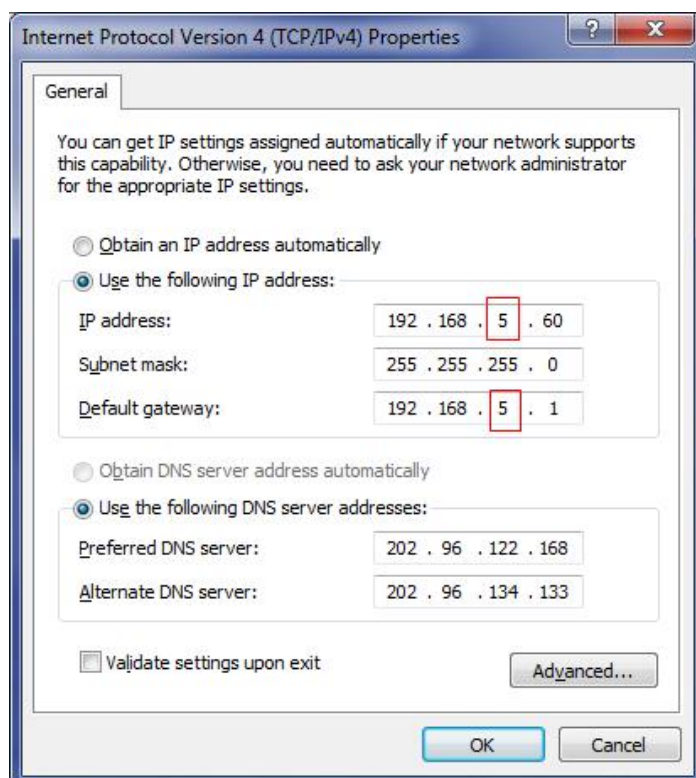 Internet Protocol Version 4 (TCP/IPv4) Properties
General
You can get IP settings assigned automatically if your network supports
this capability. Otherwise, you need to ask your network administrator
for the appropriate IP settings.
Obtain an IP address automatically
Use the following IP address:
IP address: 192 . 168 . 5 . 60
Subnet mask: 255 . 255 . 255 . 0
Default gateway: 192 . 168 . 5 . 1
Obtain DNS server address automatically
Use the following DNS server addresses:
Preferred DNS server: 202 . 96 . 122 . 168
Alternate DNS server: 202 . 96 . 134 . 133
Validate settings upon exit
Advanced...
OK Cancel